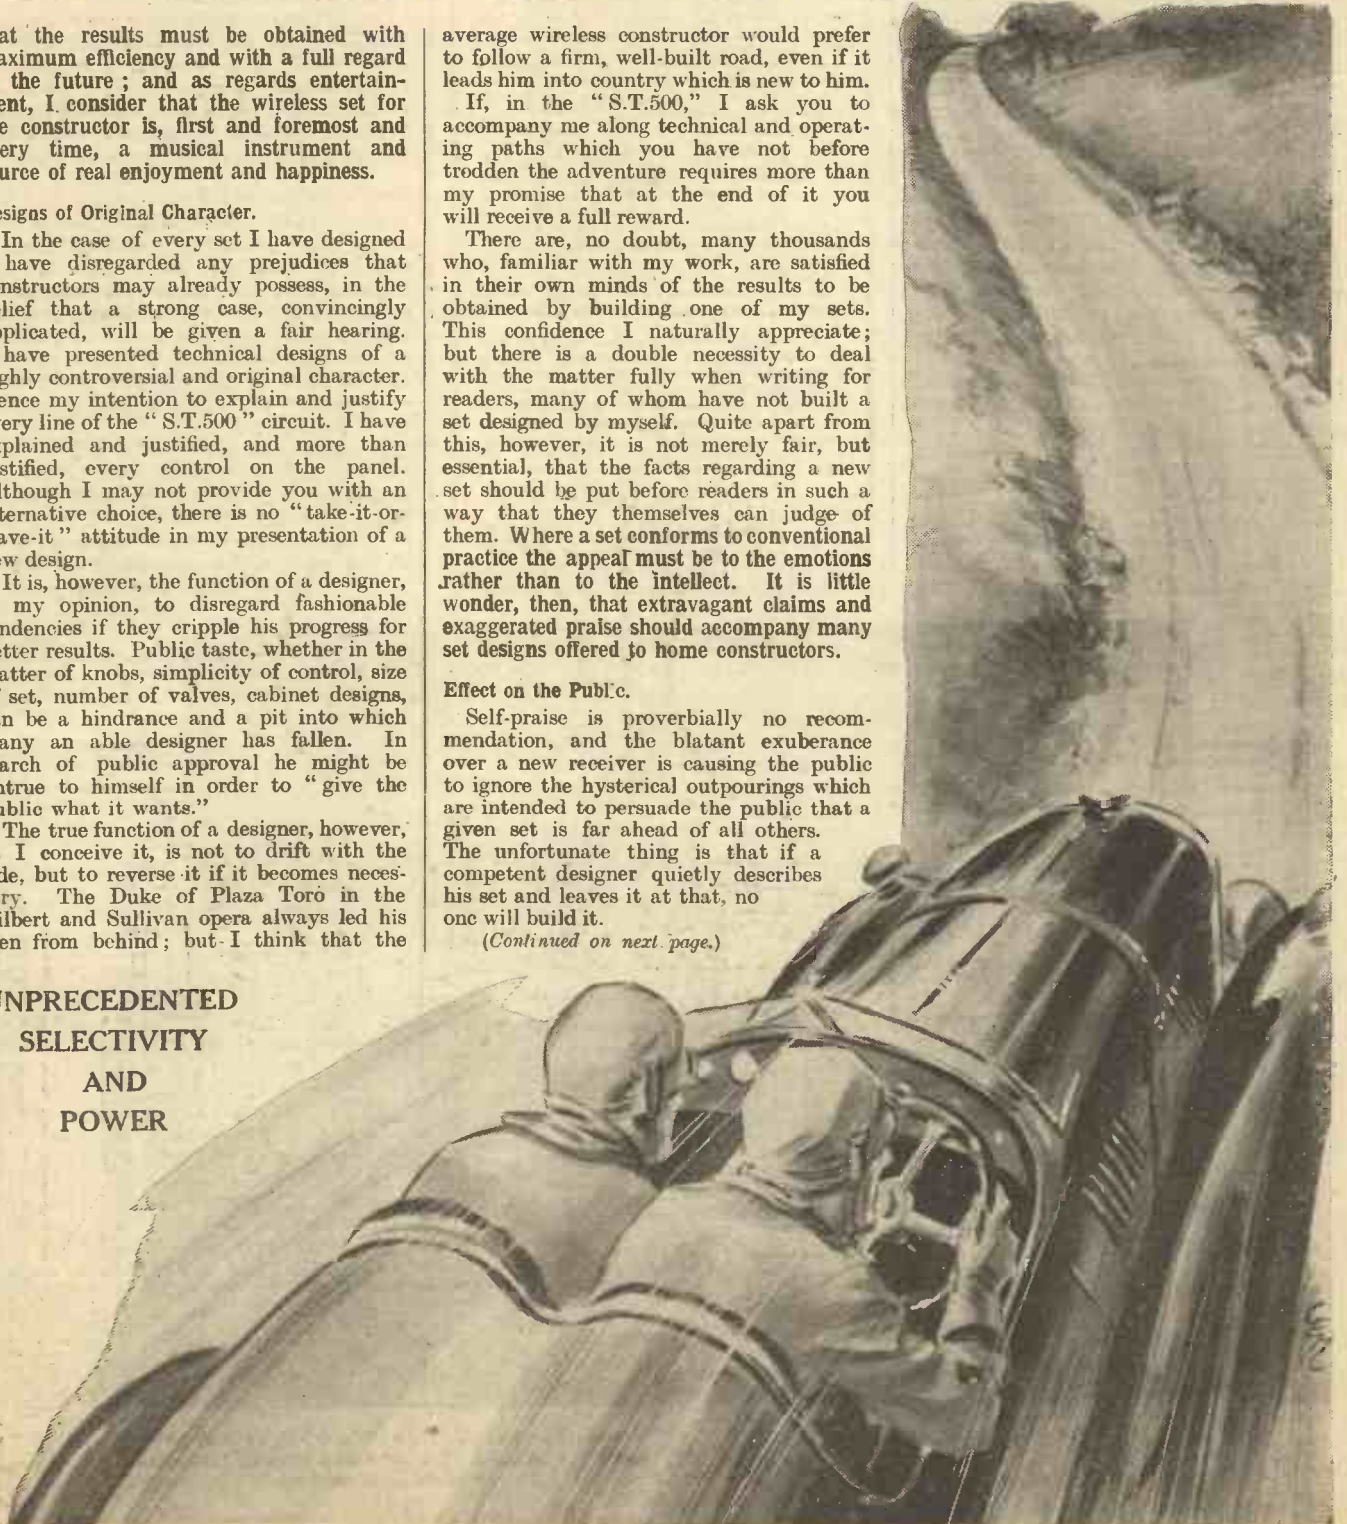 at the results must be obtained with
aximum efficiency and with a full regard
the future ; and as regards entertain-
ent, I consider that the wireless set for
e constructor is, first and foremost and
ery time, a musical instrument and
urce of real enjoyment and happiness.
esigns of Original Character.
In the case of every set I have designed
have disregarded any prejudices that
nstructors may already possess, in the
lief that a strong case, convincingly
plicated, will be given a fair hearing.
have presented technical designs of a
ghly controversial and original character.
ence my intention to explain and justify
ery line of the " S.T.500 " circuit. I have
plained and justified, and more than
stified, every control on the panel.
lthough I may not provide you with an
ternative choice, there is no " take-it-or-
ave-it " attitude in my presentation of a
w design.
It is, however, the function of a designer,
my opinion, to disregard fashionable
ndencies if they cripple his progress for
tter results. Public taste, whether in the
atter of knobs, simplicity of control, size
set, number of valves, cabinet designs,
n be a hindrance and a pit into which
any an able designer has fallen. In
arch of public approval he might be
ntrue to himself in order to " give the
ublic what it wants."
The true function of a designer, however,
I conceive it, is not to drift with the
de, but to reverse it if it becomes neces-
ry. The Duke of Plaza Toro in the
ilbert and Sullivan opera always led his
en from behind ; but I think that the
average wireless constructor would prefer
to follow a firm, well-built road, even if it
leads him into country which is new to him.
If, in the " S.T.500," I ask you to
accompany me along technical and operat-
ing paths which you have not before
trodden the adventure requires more than
my promise that at the end of it you
will receive a full reward.
There are, no doubt, many thousands
who, familiar with my work, are satisfied
in their own minds of the results to be
obtained by building one of my sets.
This confidence I naturally appreciate ;
but there is a double necessity to deal
with the matter fully when writing for
readers, many of whom have not built a
set designed by myself. Quite apart from
this, however, it is not merely fair, but
essential, that the facts regarding a new
set should be put before readers in such a
way that they themselves can judge of
them. Where a set conforms to conventional
practice the appeal must be to the emotions
rather than to the intellect. It is little
wonder, then, that extravagant claims and
exaggerated praise should accompany many
set designs offered to home constructors.
Effect on the Public.
Self-praise is proverbially no recom-
mendation, and the blatant exuberance
over a new receiver is causing the public
to ignore the hysterical outpourings which
are intended to persuade the public that a
given set is far ahead of all others.
The unfortunate thing is that if a
competent designer quietly describes
his set and leaves it at that, no
one will build it.
(Continued on next page.)
NPRECEDENTED
SELECTIVITY
AND
POWER